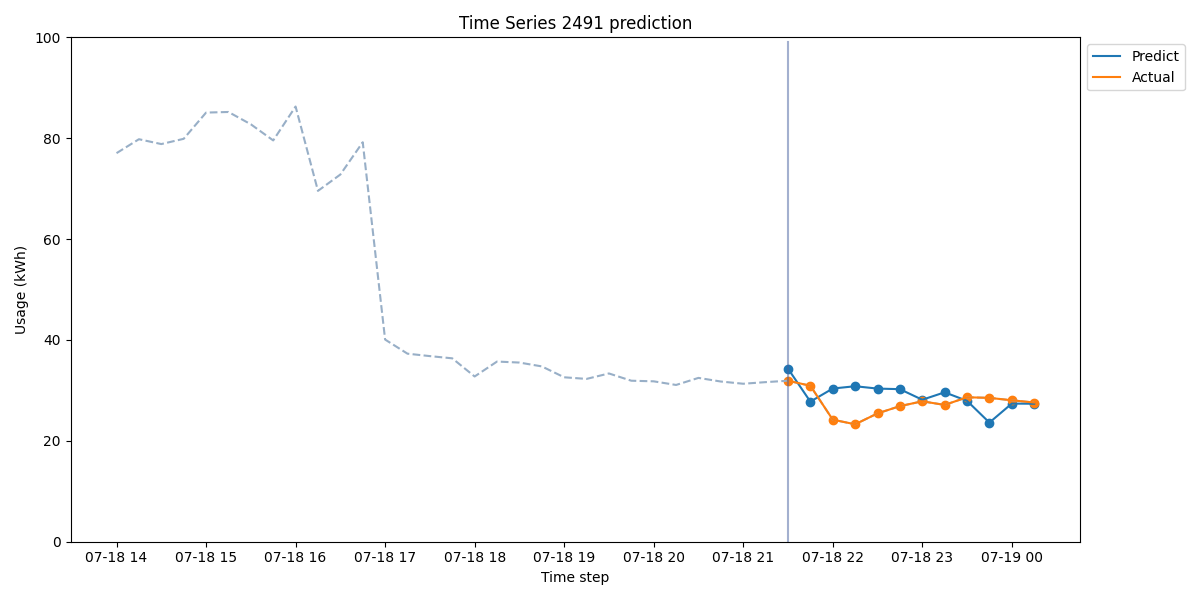 Time Series 2491 prediction
Predict
Actual
Usage (kWh)
100
80
60
40
20
0
07-18 14 07-18 15 07-18 16 07-18 17 07-18 18 07-18 19 07-18 20 07-18 21 07-18 22 07-18 23 07-19 00
Time step